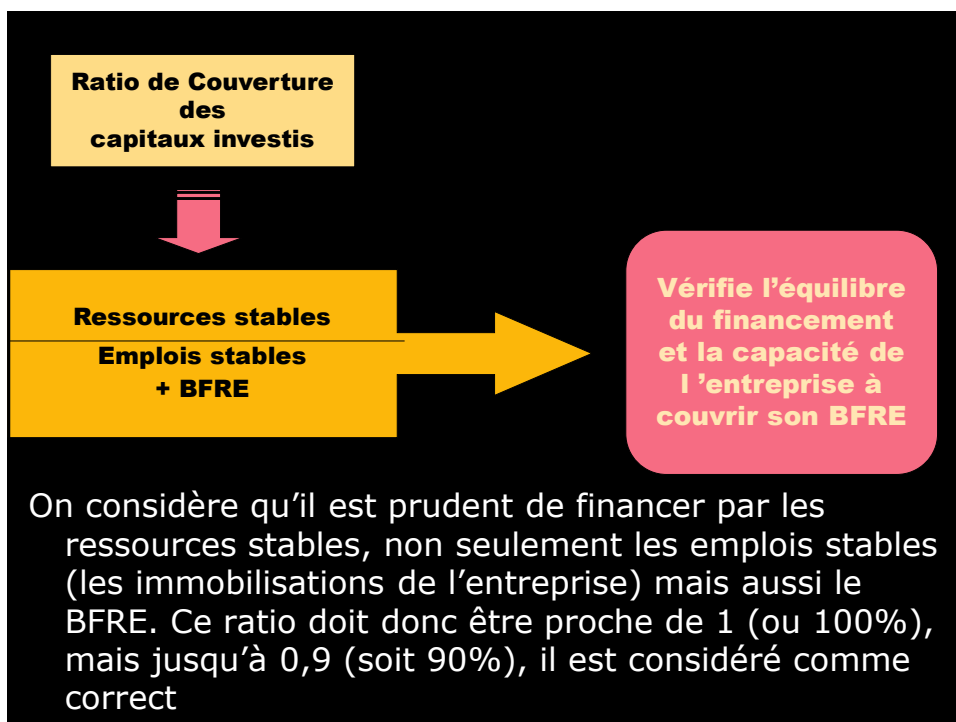 Ratio de Couverture
des
capitaux investis
Ressources stables
Emplois stables
+ BFRE
Vérifie l’équilibre
du financement
et la capacité de
l ’entreprise à
couvrir son BFRE
On considère qu’il est prudent de financer par les
ressources stables, non seulement les emplois stables
(les immobilisations de l’entreprise) mais aussi le
BFRE. Ce ratio doit donc être proche de 1 (ou 100%),
mais jusqu’à 0,9 (soit 90%), il est considéré comme
correct